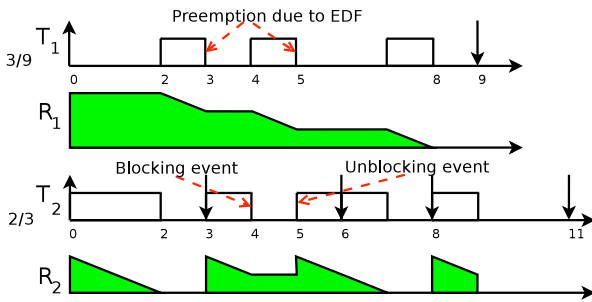 Preemption due to EDF
T1
3/9
0 2 3 4 5 8 9
R1
Blocking event Unblocking event
T2
2/3
0 2 3 4 5 6 8 11
R2